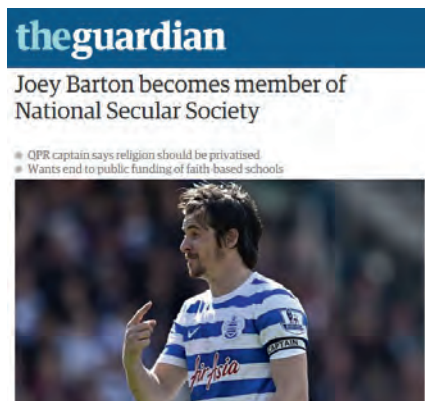 theguardian
Joey Barton becomes member of
National Secular Society
QPR captain says religion should be privatised
Wants end to public funding of faith-based schools
CAPTAIN
AirAsia